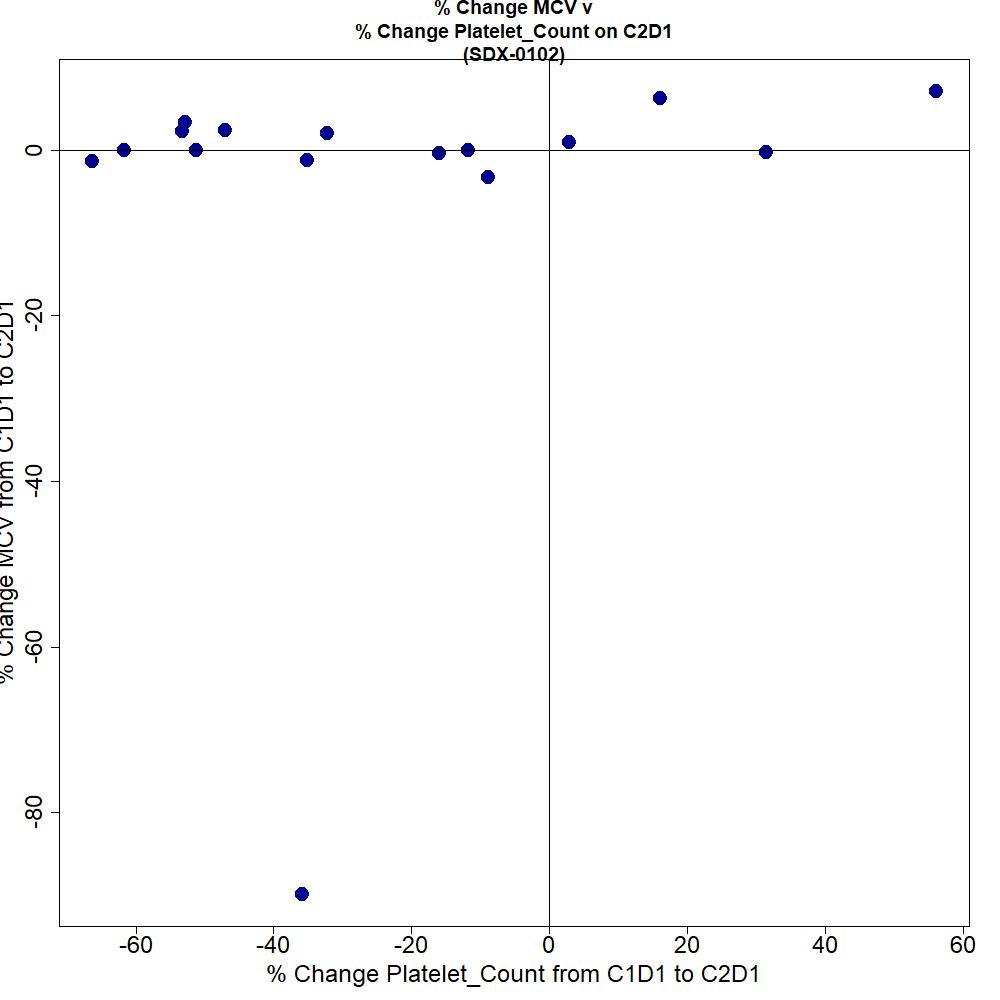 % Change MCV v
% Change Platelet_Count on C2D1
(SDX-0102)
% Change MCV from C1D1 to C2D1
0
-20
-40
-60
-80
-60 -40 -20 0 20 40 60
% Change Platelet_Count from C1D1 to C2D1